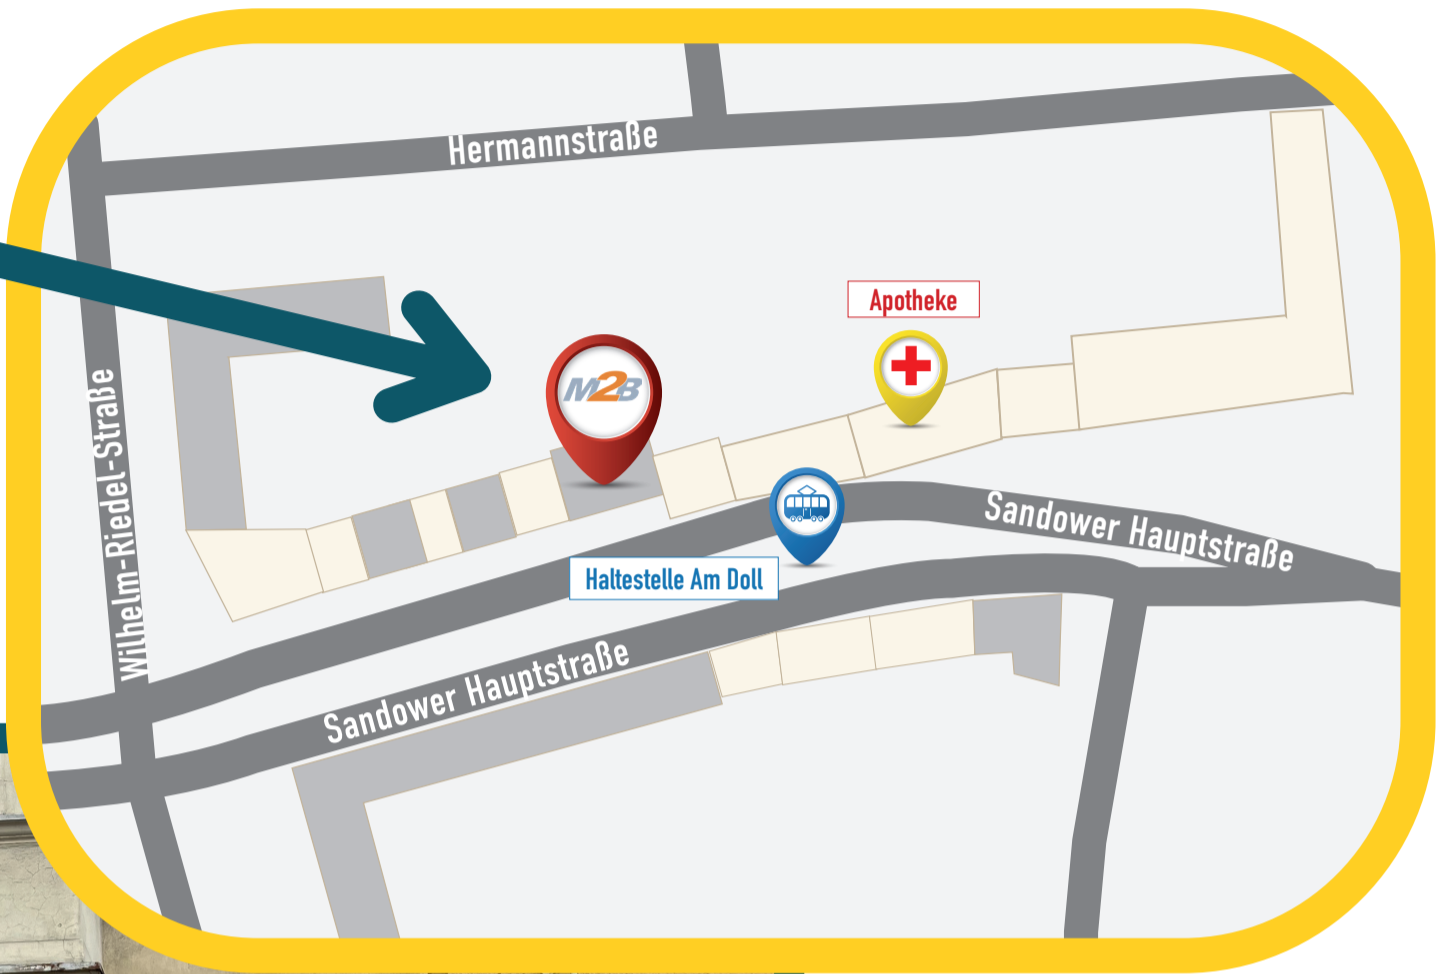 Hermannstraße
Apotheke
M2B
Wilhelm-Riedel-Straße
Sandower Hauptstraße
Haltestelle Am Doll
Sandower Hauptstraße